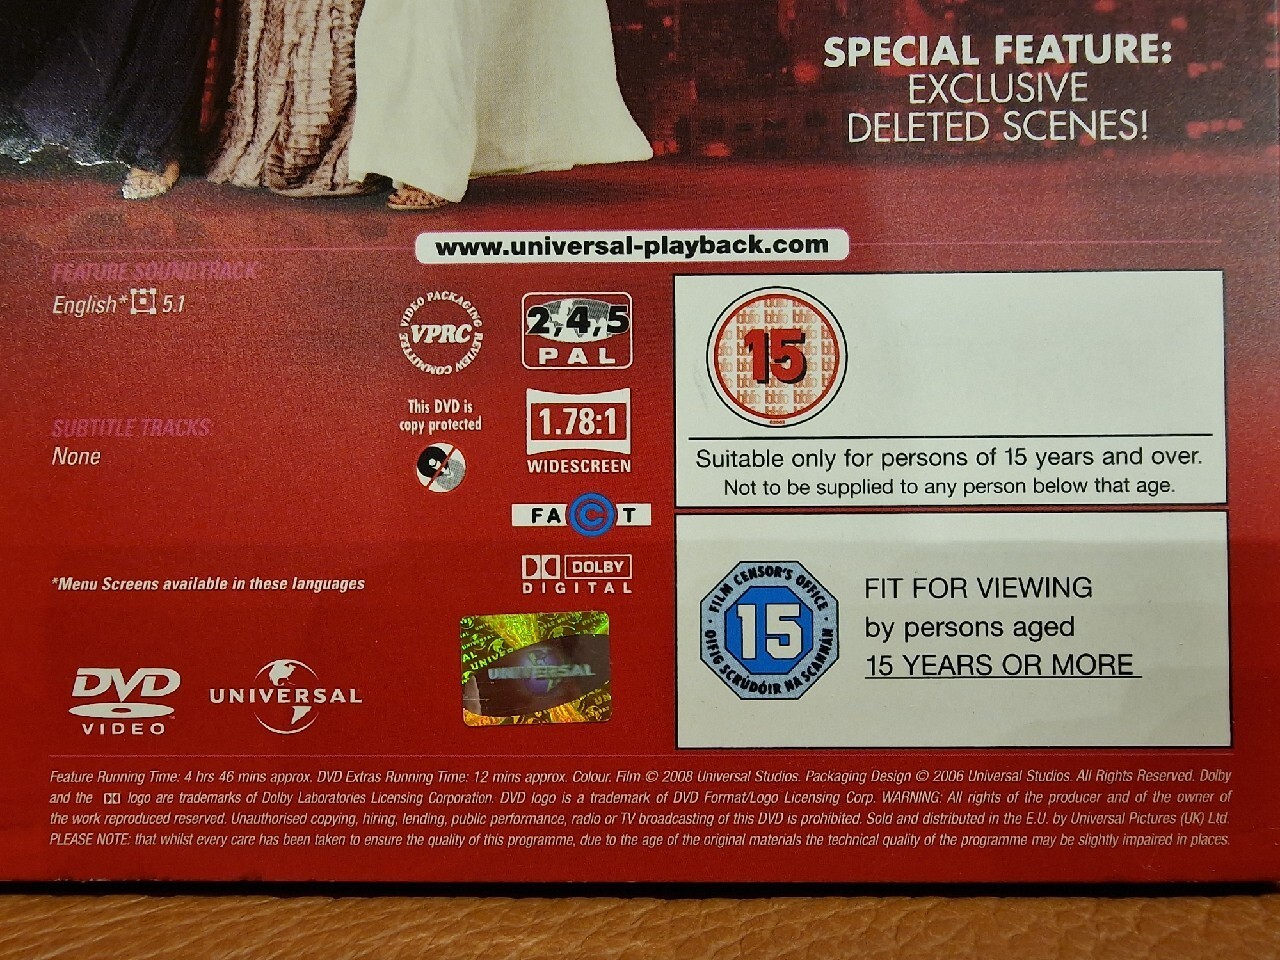 SPECIAL FEATURE:
EXCLUSIVE
DELETED SCENES!
www.universal-playback.com
FEATURE SOUNDTRACK
English* 5.1
SUBTITLE TRACKS:
None
*Menu Screens available in these languages
VIDEO PACKAGING REVIEW COMMITTEE
VPRC
This DVD is
copy protected
2,4,5
PAL
1.78:1
WIDESCREEN
FACT
DOLBY
DIGITAL
UNIVERSAL
DVD
VIDEO
UNIVERSAL
15
Suitable only for persons of 15 years and over.
Not to be supplied to any person below that age.
FILM CENSOR'S OFFICE
15
OIFIG SCRÚDÓIR NA SCANNÁN
FIT FOR VIEWING
by persons aged
15 YEARS OR MORE
Feature Running Time: 4 hrs 46 mins approx. DVD Extras Running Time: 12 mins approx. Colour. Film © 2008 Universal Studios. Packaging Design © 2006 Universal Studios. All Rights Reserved. Dolby
and the logo are trademarks of Dolby Laboratories Licensing Corporation. DVD logo is a trademark of DVD Format/Logo Licensing Corp. WARNING: All rights of the producer and of the owner of
the work reproduced reserved. Unauthorised copying, hiring, lending, public performance, radio or TV broadcasting of this DVD is prohibited. Sold and distributed in the E.U. by Universal Pictures (UK) Ltd.
PLEASE NOTE: that whilst every care has been taken to ensure the quality of this programme, due to the age of the original materials the technical quality of the programme may be slightly impaired in places.